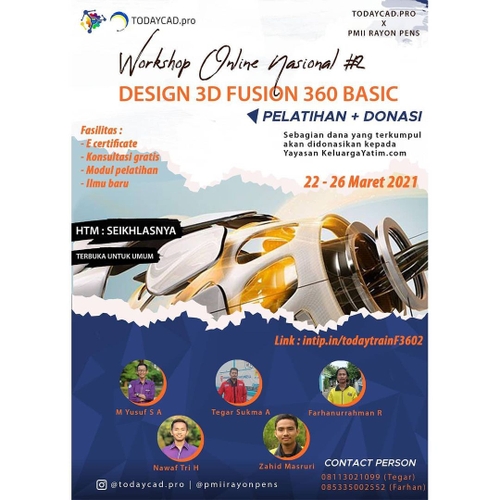 TODAYCAD.pro
TODAYCAD.PRO
X
PMII RAYON PENS
Workshop Online Nasional #2
DESIGN 3D FUSION 360 BASIC
PELATIHAN + DONASI
Fasilitas :
- E certificate
- Konsultasi gratis
- Modul pelatihan
- Ilmu baru
Sebagian dana yang terkumpul
akan didonasikan kepada
Yayasan KeluargaYatim.com
22 - 26 Maret 2021
HTM : SEIKHLASNYA
TERBUKA UNTUK UMUM
Link : intip.in/todaytrainF3602
M Yusuf S A
Tegar Sukma A
Farhanurrahman R
Nawaf Tri H
Zahid Masruri
CONTACT PERSON
08113021099 (Tegar)
085335002552 (Farhan)
@todaycad.pro | @pmiirayonpens